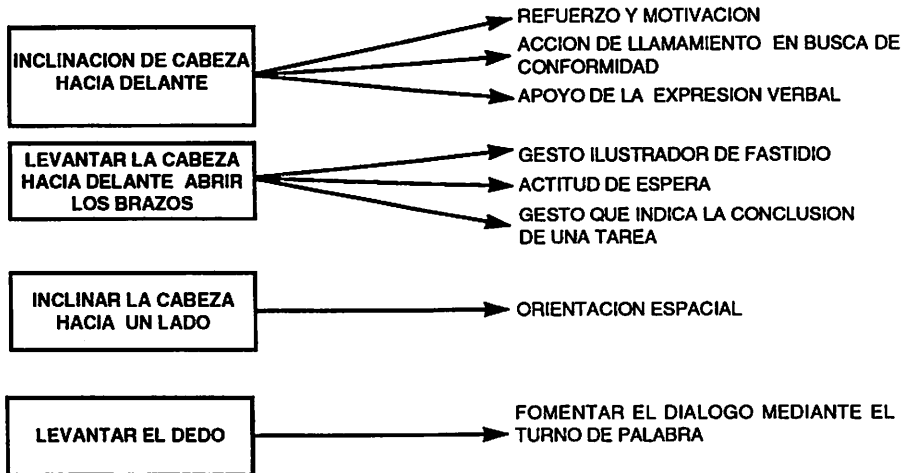 INCLINACION DE CABEZA
HACIA DELANTE
REFUERZO Y MOTIVACION
ACCION DE LLAMAMIENTO EN BUSCA DE
CONFORMIDAD
APOYO DE LA EXPRESION VERBAL
LEVANTAR LA CABEZA
HACIA DELANTE ABRIR
LOS BRAZOS
GESTO ILUSTRADOR DE FASTIDIO
ACTITUD DE ESPERA
GESTO QUE INDICA LA CONCLUSION
DE UNA TAREA
INCLINAR LA CABEZA
HACIA UN LADO
ORIENTACION ESPACIAL
LEVANTAR EL DEDO
FOMENTAR EL DIALOGO MEDIANTE EL
TURNO DE PALABRA